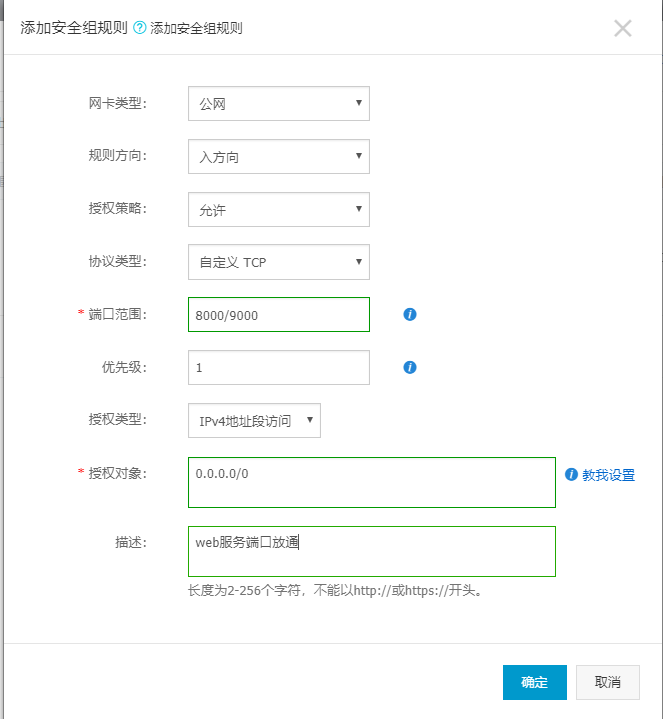 添加安全组规则 ? 添加安全组规则
网卡类型: 公网
规则方向: 入方向
授权策略: 允许
协议类型: 自定义 TCP
* 端口范围: 8000/9000
优先级: 1
授权类型: IPv4地址段访问
* 授权对象: 0.0.0.0/0 教我设置
描述: web服务端口放通
长度为2-256个字符，不能以http://或https://开头。
确定 取消